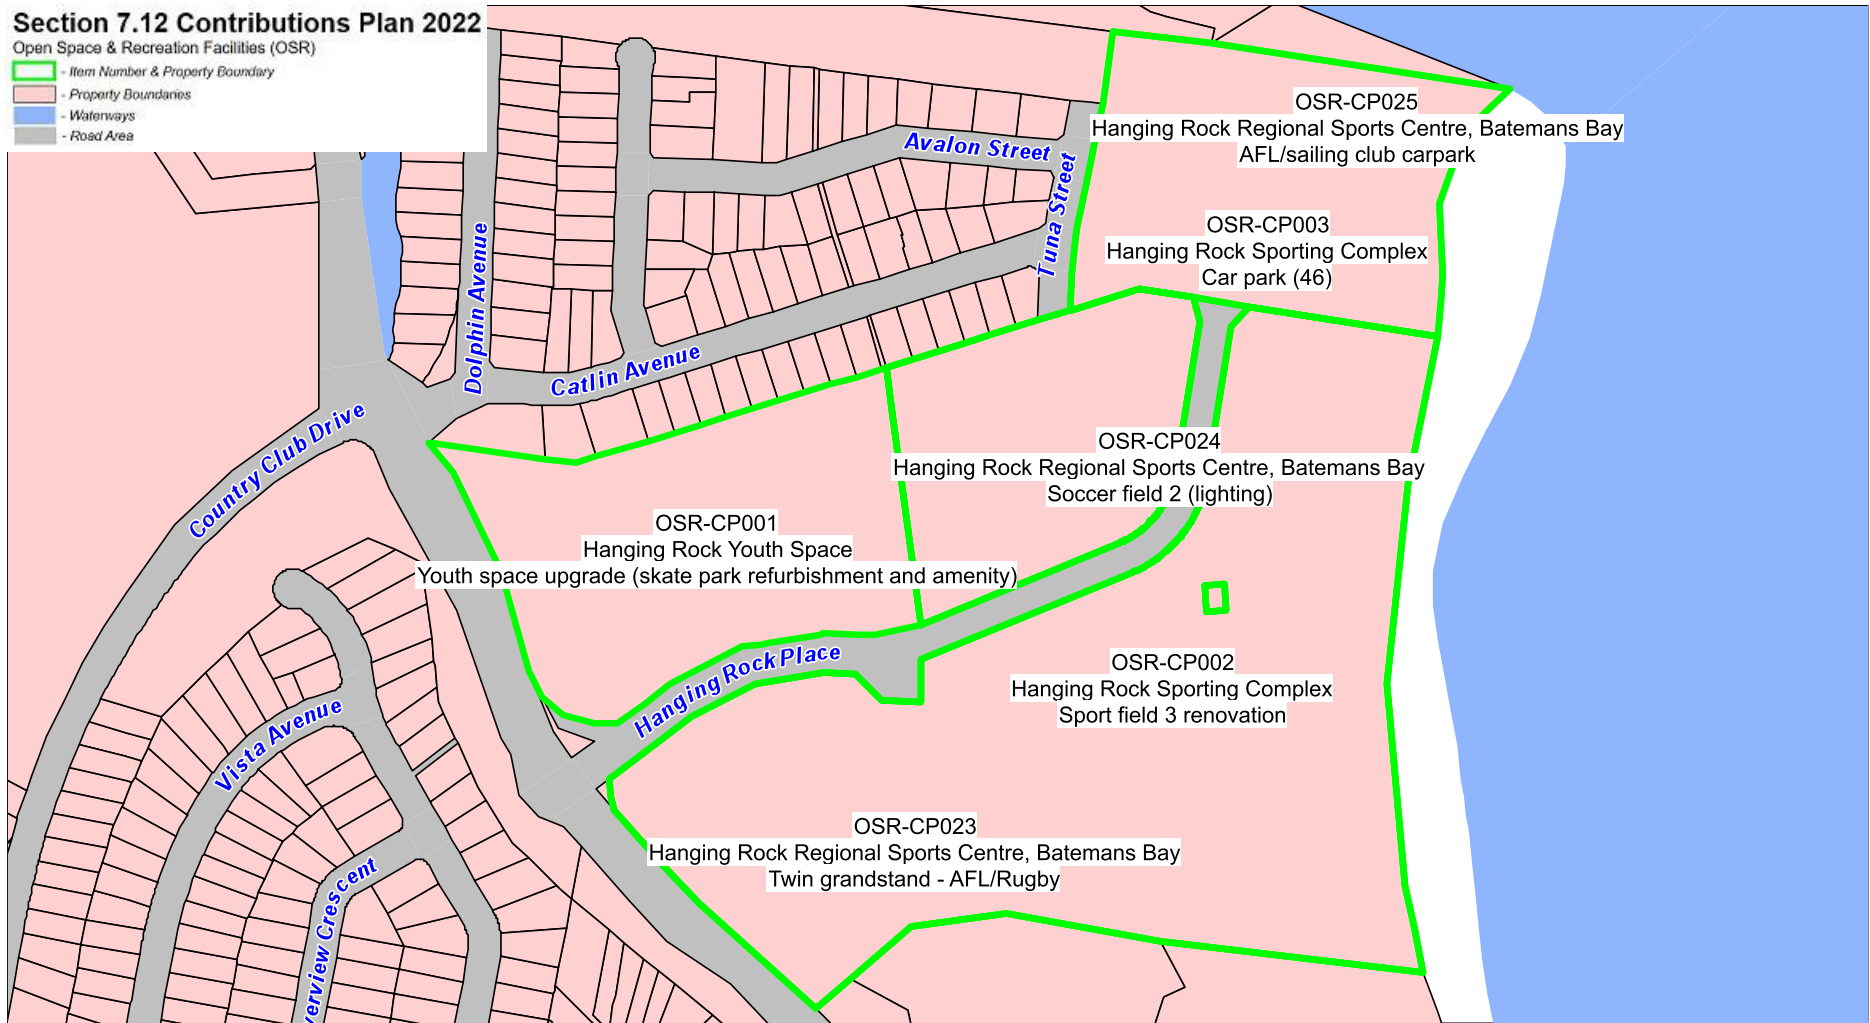 Section 7.12 Contributions Plan 2022
Open Space & Recreation Facilities (OSR)
- Item Number & Property Boundary
- Property Boundaries
- Waterways
- Road Area
OSR-CP025
Hanging Rock Regional Sports Centre, Batemans Bay
AFL/sailing club carpark
Avalon Street
Tuna Street
OSR-CP003
Hanging Rock Sporting Complex
Car park (46)
Dolphin Avenue
Catlin Avenue
Country Club Drive
OSR-CP024
Hanging Rock Regional Sports Centre, Batemans Bay
Soccer field 2 (lighting)
OSR-CP001
Hanging Rock Youth Space
Youth space upgrade (skate park refurbishment and amenity)
Hanging Rock Place
OSR-CP002
Hanging Rock Sporting Complex
Sport field 3 renovation
Vista Avenue
OSR-CP023
Hanging Rock Regional Sports Centre, Batemans Bay
Twin grandstand - AFL/Rugby
erview Crescent